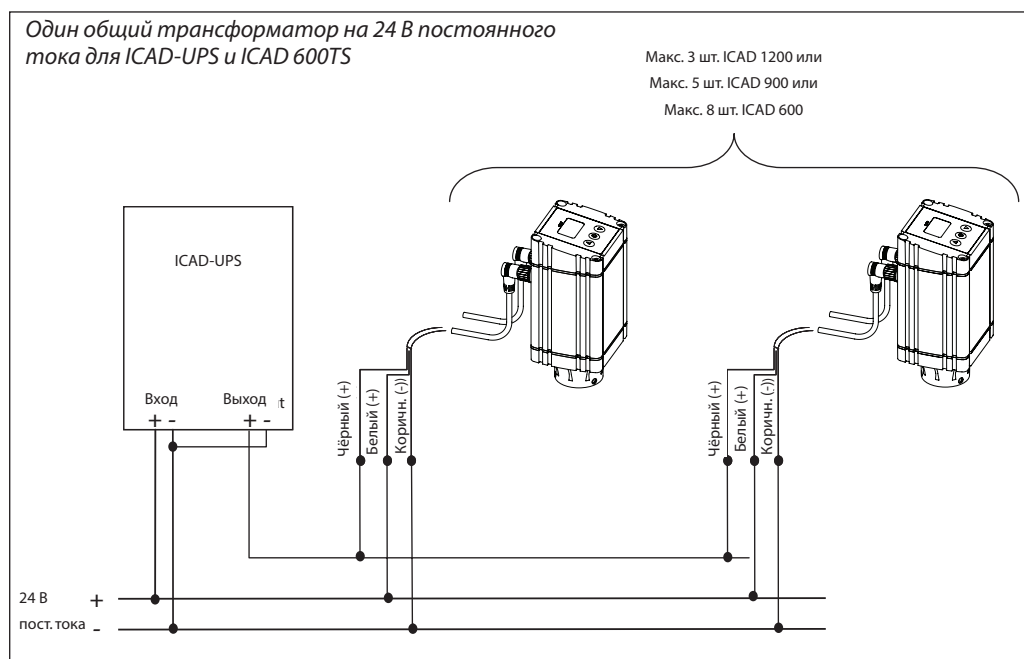 Один общий трансформатор на 24 В постоянного
тока для ICAD-UPS и ICAD 600TS
Макс. 3 шт. ICAD 1200 или
Макс. 5 шт. ICAD 900 или
Макс. 8 шт. ICAD 600
ICAD-UPS
Вход
Выход t
+ -
+ -
Чёрный (+)
Белый (+)
Коричн. (-))
Чёрный (+)
Белый (+)
Коричн. (-))
24 В +
пост. тока -